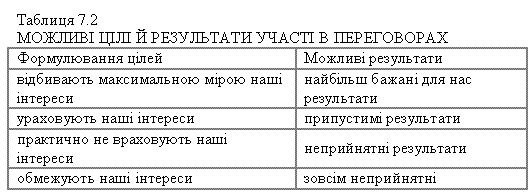 Таблиця 7.2
МОЖЛИВІ ЦІЛІ Й РЕЗУЛЬТАТИ УЧАСТІ В ПЕРЕГОВОРАХ
Формулювання цілей Можливі результати
відбивають максимальною мірою наші інтереси найбільш бажані для нас результати
ураховують наші інтереси припустимі результати
практично не враховують наші інтереси неприйнятні результати
обмежують наші інтереси зовсім неприйнятні